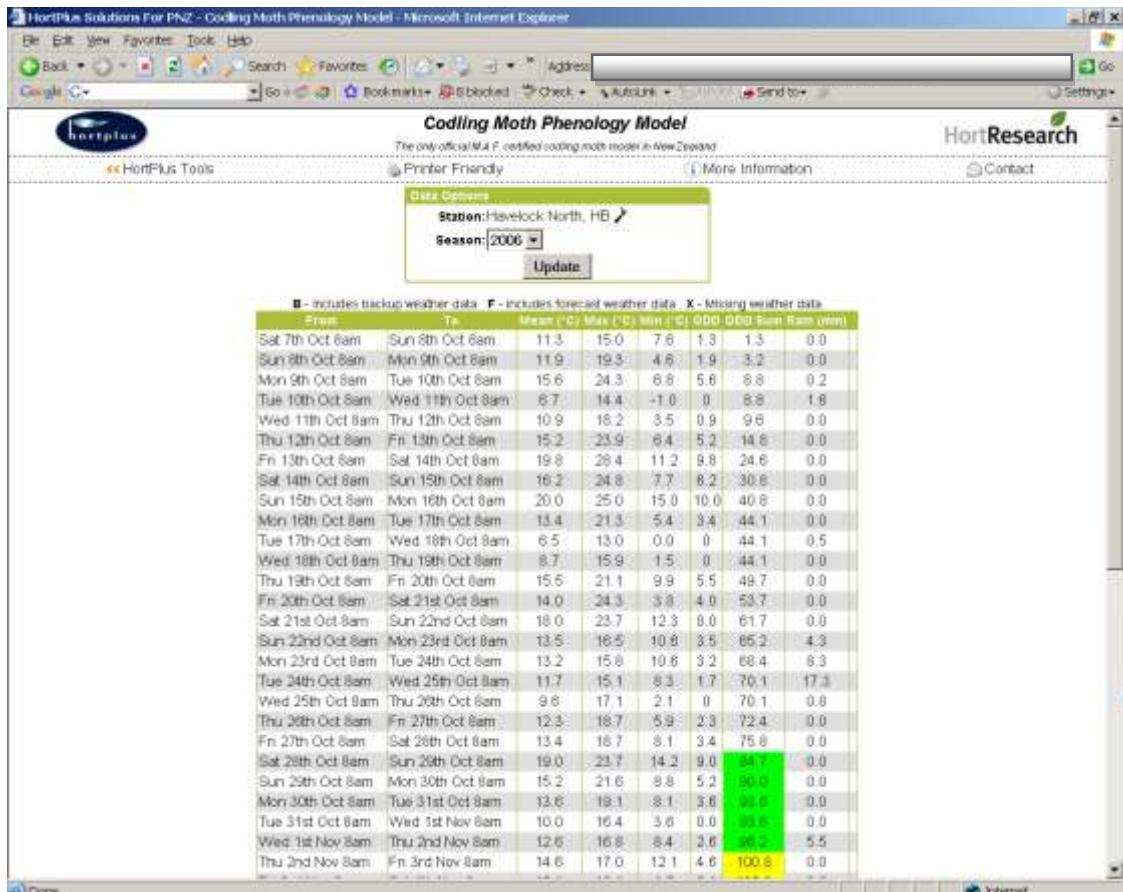 HortPlus Solutions For PNZ - Codling Moth Phenology Model - Microsoft Internet Explorer
File Edit View Favorites Tools Help
Back Search Favorites Address Go
Google Go Bookmarks 8 blocked Check AutoLink Send to Settings
hortplus Codling Moth Phenology Model HortResearch
The only official M.A.F. certified codling moth model in New Zealand
<< HortPlus Tools Printer Friendly More Information Contact
Data Options
Station: Havelock North, HB
Season: 2006
Update
B - Includes backup weather data F - Includes forecast weather data X - Missing weather data
From To Mean (°C) Max (°C) Min (°C) GDD Sum Rain (mm)
Sat 7th Oct 8am Sun 8th Oct 8am 11.3 15.0 7.6 1.3 1.3 0.0
Sun 8th Oct 8am Mon 9th Oct 8am 11.9 19.3 4.6 1.9 3.2 0.0
Mon 9th Oct 8am Tue 10th Oct 8am 15.6 24.3 6.8 5.6 8.8 0.2
Tue 10th Oct 8am Wed 11th Oct 8am 6.7 14.4 -1.0 0 8.8 1.6
Wed 11th Oct 8am Thu 12th Oct 8am 10.9 18.2 3.5 0.9 9.6 0.0
Thu 12th Oct 8am Fri 13th Oct 8am 15.2 23.9 6.4 5.2 14.8 0.0
Fri 13th Oct 8am Sat 14th Oct 8am 19.8 28.4 11.2 9.8 24.6 0.0
Sat 14th Oct 8am Sun 15th Oct 8am 16.2 24.8 7.7 6.2 30.8 0.0
Sun 15th Oct 8am Mon 16th Oct 8am 20.0 25.0 15.0 10.0 40.8 0.0
Mon 16th Oct 8am Tue 17th Oct 8am 13.4 21.3 5.4 3.4 44.1 0.0
Tue 17th Oct 8am Wed 18th Oct 8am 6.5 13.0 0.0 0 44.1 0.5
Wed 18th Oct 8am Thu 19th Oct 8am 8.7 15.9 1.5 0 44.1 0.0
Thu 19th Oct 8am Fri 20th Oct 8am 15.5 21.1 9.9 5.5 49.7 0.0
Fri 20th Oct 8am Sat 21st Oct 8am 14.0 24.3 3.8 4.0 53.7 0.0
Sat 21st Oct 8am Sun 22nd Oct 8am 18.0 23.7 12.3 8.0 61.7 0.0
Sun 22nd Oct 8am Mon 23rd Oct 8am 13.5 16.5 10.6 3.5 65.2 4.3
Mon 23rd Oct 8am Tue 24th Oct 8am 13.2 15.8 10.6 3.2 68.4 8.3
Tue 24th Oct 8am Wed 25th Oct 8am 11.7 15.1 8.3 1.7 70.1 17.3
Wed 25th Oct 8am Thu 26th Oct 8am 9.6 17.1 2.1 0 70.1 0.8
Thu 26th Oct 8am Fri 27th Oct 8am 12.3 18.7 5.9 2.3 72.4 0.0
Fri 27th Oct 8am Sat 28th Oct 8am 13.4 18.7 8.1 3.4 75.8 0.0
Sat 28th Oct 8am Sun 29th Oct 8am 19.0 23.7 14.2 9.0 84.7 0.0
Sun 29th Oct 8am Mon 30th Oct 8am 15.2 21.6 8.8 5.2 90.0 0.0
Mon 30th Oct 8am Tue 31st Oct 8am 13.6 19.1 8.1 3.6 93.6 0.0
Tue 31st Oct 8am Wed 1st Nov 8am 10.0 16.4 3.6 0.0 93.6 0.0
Wed 1st Nov 8am Thu 2nd Nov 8am 12.6 16.8 8.4 2.6 96.2 5.5
Thu 2nd Nov 8am Fri 3rd Nov 8am 14.6 17.0 12.1 4.6 100.8 0.0
Done Internet